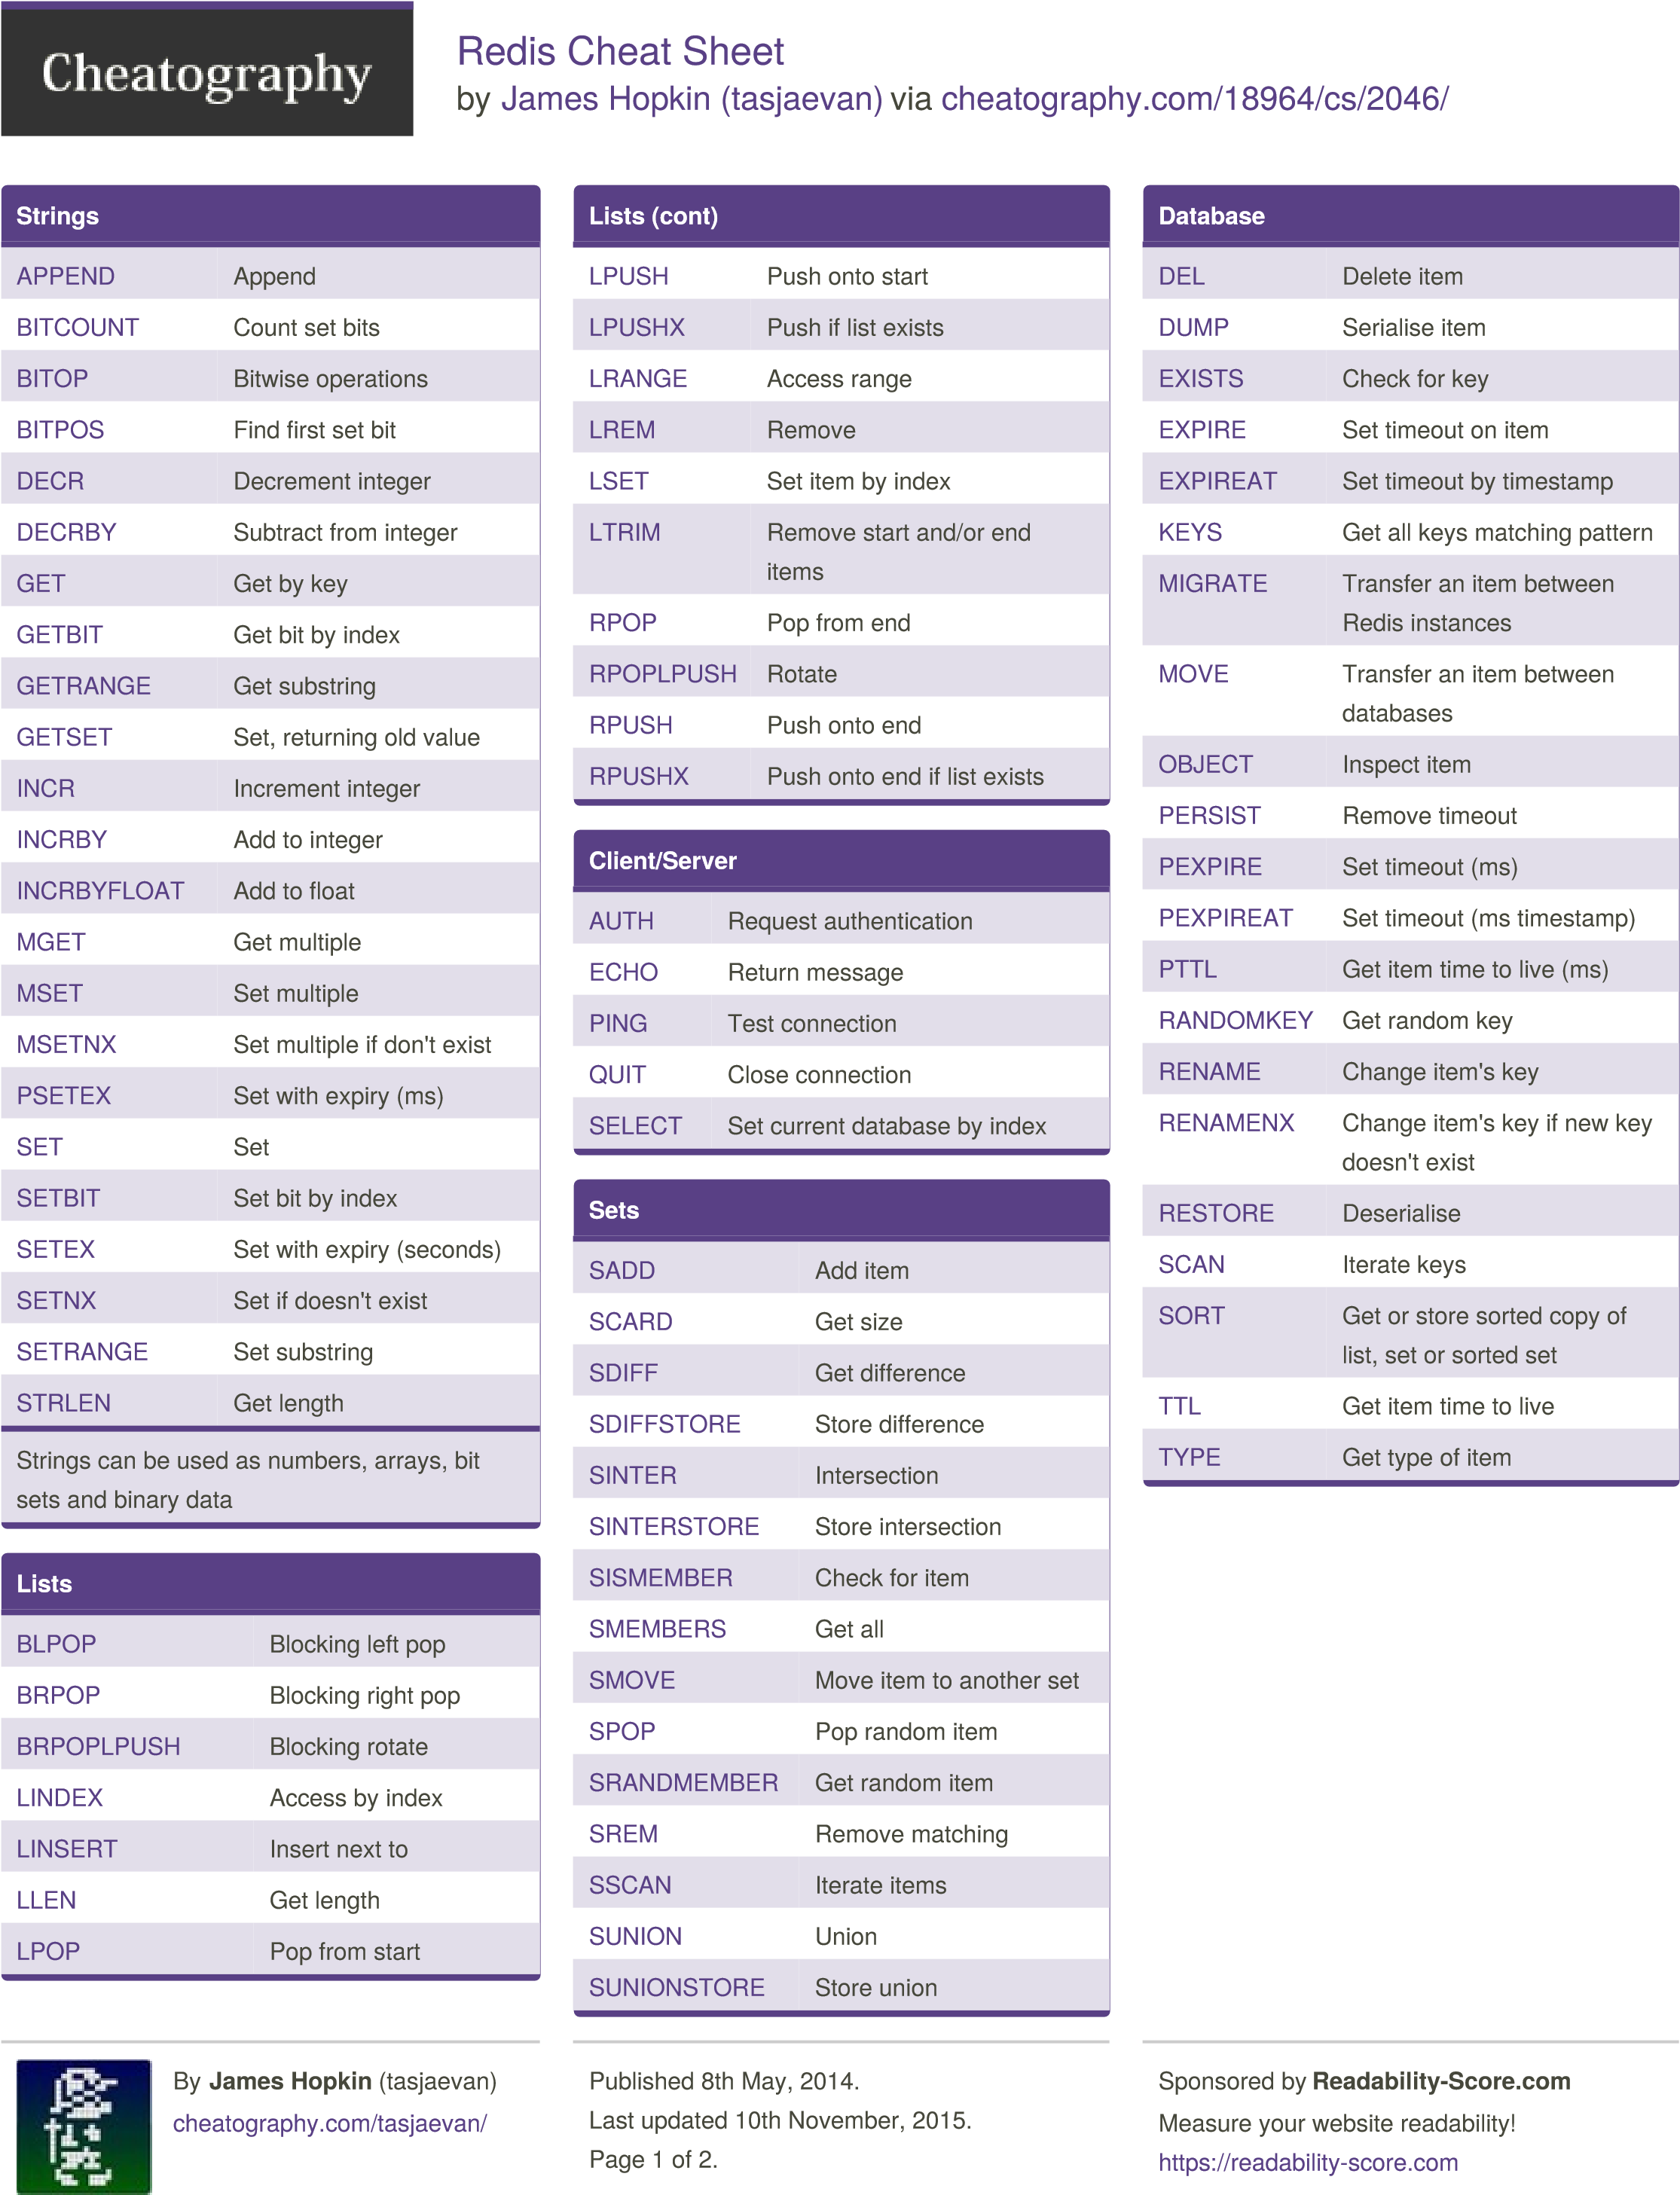 Cheatography
Redis Cheat Sheet
by James Hopkin (tasjaevan) via cheatography.com/18964/cs/2046/
Strings
APPEND Append
BITCOUNT Count set bits
BITOP Bitwise operations
BITPOS Find first set bit
DECR Decrement integer
DECRBY Subtract from integer
GET Get by key
GETBIT Get bit by index
GETRANGE Get substring
GETSET Set, returning old value
INCR Increment integer
INCRBY Add to integer
INCRBYFLOAT Add to float
MGET Get multiple
MSET Set multiple
MSETNX Set multiple if don't exist
PSETEX Set with expiry (ms)
SET Set
SETBIT Set bit by index
SETEX Set with expiry (seconds)
SETNX Set if doesn't exist
SETRANGE Set substring
STRLEN Get length
Strings can be used as numbers, arrays, bit
sets and binary data
Lists
BLPOP Blocking left pop
BRPOP Blocking right pop
BRPOPLPUSH Blocking rotate
LINDEX Access by index
LINSERT Insert next to
LLEN Get length
LPOP Pop from start
Lists (cont)
LPUSH Push onto start
LPUSHX Push if list exists
LRANGE Access range
LREM Remove
LSET Set item by index
LTRIM Remove start and/or end
items
RPOP Pop from end
RPOPLPUSH Rotate
RPUSH Push onto end
RPUSHX Push onto end if list exists
Client/Server
AUTH Request authentication
ECHO Return message
PING Test connection
QUIT Close connection
SELECT Set current database by index
Sets
SADD Add item
SCARD Get size
SDIFF Get difference
SDIFFSTORE Store difference
SINTER Intersection
SINTERSTORE Store intersection
SISMEMBER Check for item
SMEMBERS Get all
SMOVE Move item to another set
SPOP Pop random item
SRANDMEMBER Get random item
SREM Remove matching
SSCAN Iterate items
SUNION Union
SUNIONSTORE Store union
Database
DEL Delete item
DUMP Serialise item
EXISTS Check for key
EXPIRE Set timeout on item
EXPIREAT Set timeout by timestamp
KEYS Get all keys matching pattern
MIGRATE Transfer an item between
Redis instances
MOVE Transfer an item between
databases
OBJECT Inspect item
PERSIST Remove timeout
PEXPIRE Set timeout (ms)
PEXPIREAT Set timeout (ms timestamp)
PTTL Get item time to live (ms)
RANDOMKEY Get random key
RENAME Change item's key
RENAMENX Change item's key if new key
doesn't exist
RESTORE Deserialise
SCAN Iterate keys
SORT Get or store sorted copy of
list, set or sorted set
TTL Get item time to live
TYPE Get type of item
By James Hopkin (tasjaevan)
cheatography.com/tasjaevan/
Published 8th May, 2014.
Last updated 10th November, 2015.
Page 1 of 2.
Sponsored by Readability-Score.com
Measure your website readability!
https://readability-score.com